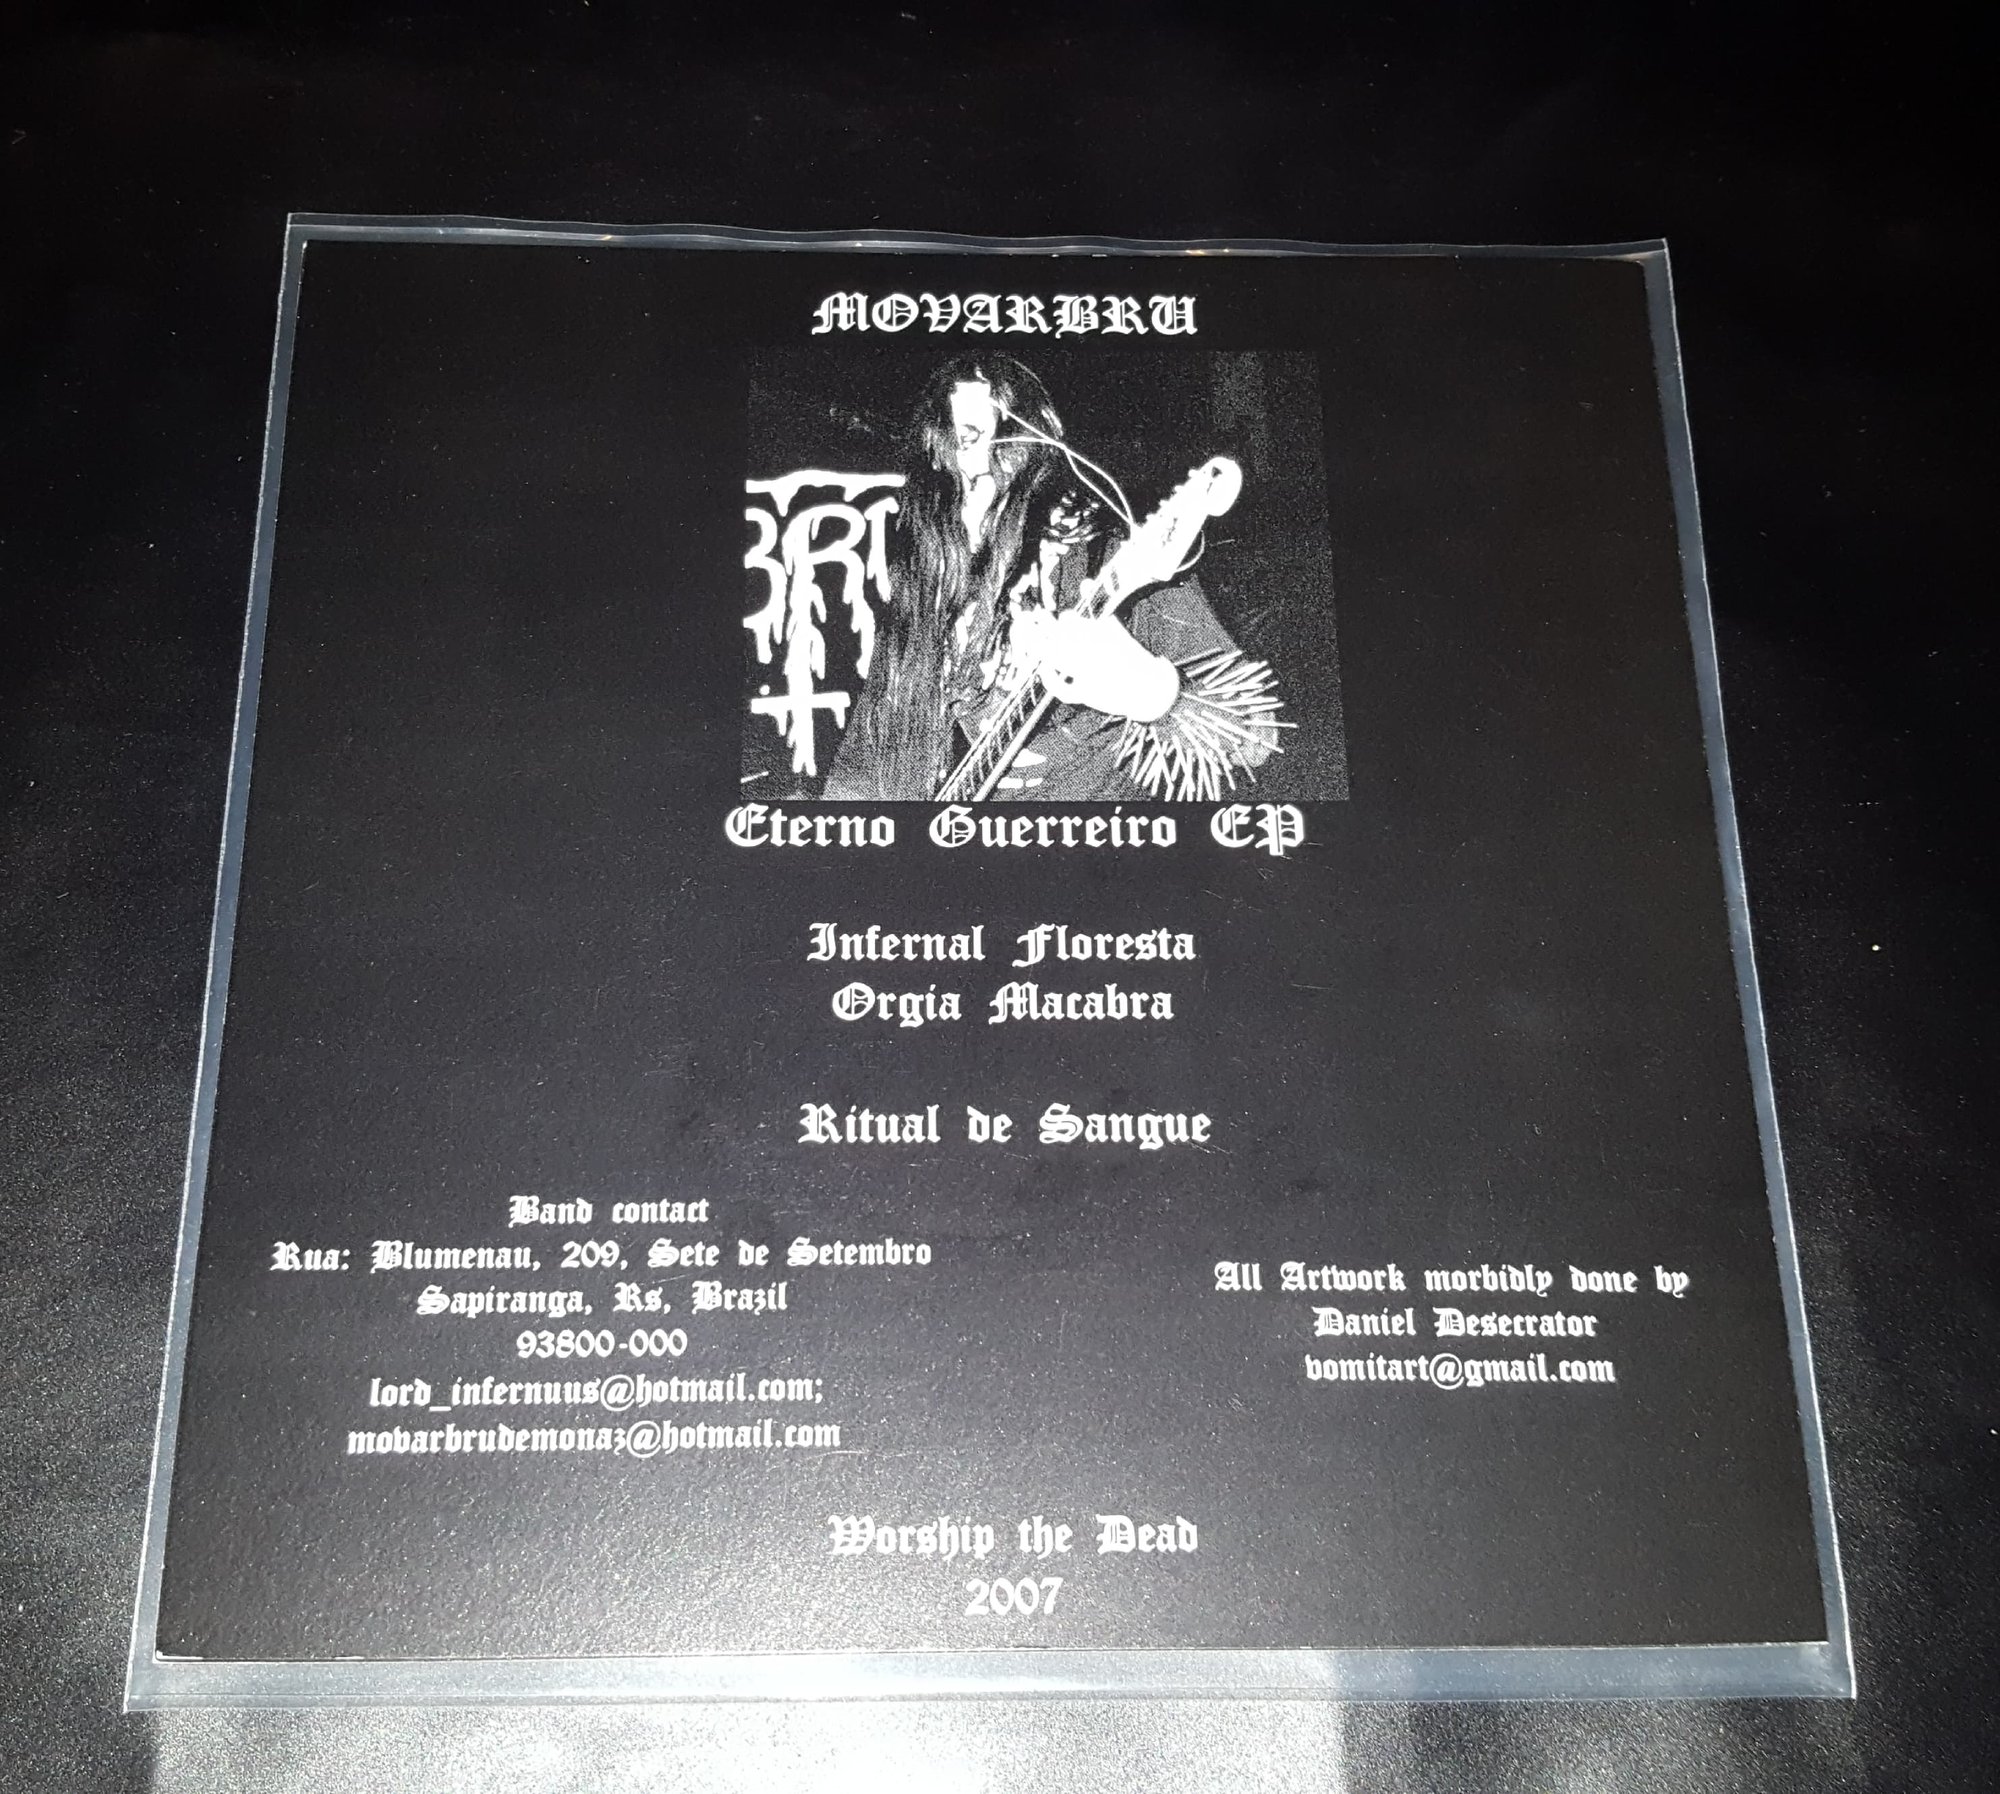 MOVARBRU
Eterno Guerreiro EP
Infernal Floresta
Orgia Macabra
Ritual de Sangue
Band contact
Rua: Blumenau, 209, Sete de Setembro
Sapiranga, Rs, Brazil
93800-000
lord_infernuus@hotmail.com;
movarbrudemonaz@hotmail.com
All Artwork morbidly done by
Daniel Desecrator
vomitart@gmail.com
Worship the Dead
2007